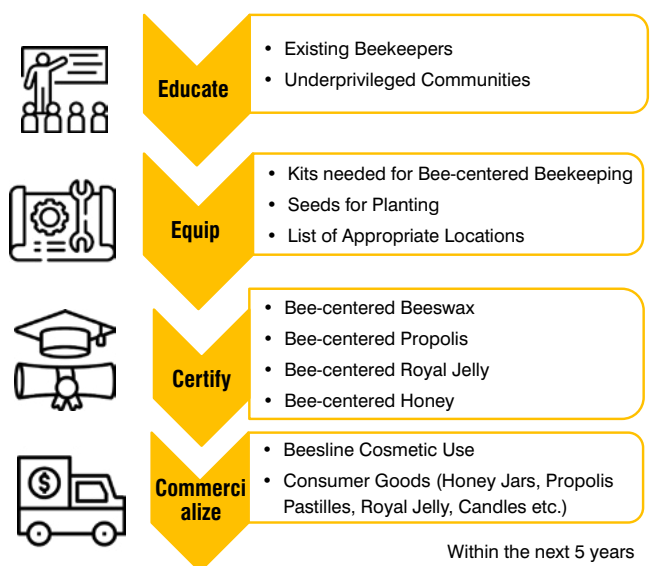 Educate
• Existing Beekeepers
• Underprivileged Communities
Equip
• Kits needed for Bee-centered Beekeeping
• Seeds for Planting
• List of Appropriate Locations
Certify
• Bee-centered Beeswax
• Bee-centered Propolis
• Bee-centered Royal Jelly
• Bee-centered Honey
Commerci
alize
• Beesline Cosmetic Use
• Consumer Goods (Honey Jars, Propolis
Pastilles, Royal Jelly, Candles etc.)
Within the next 5 years